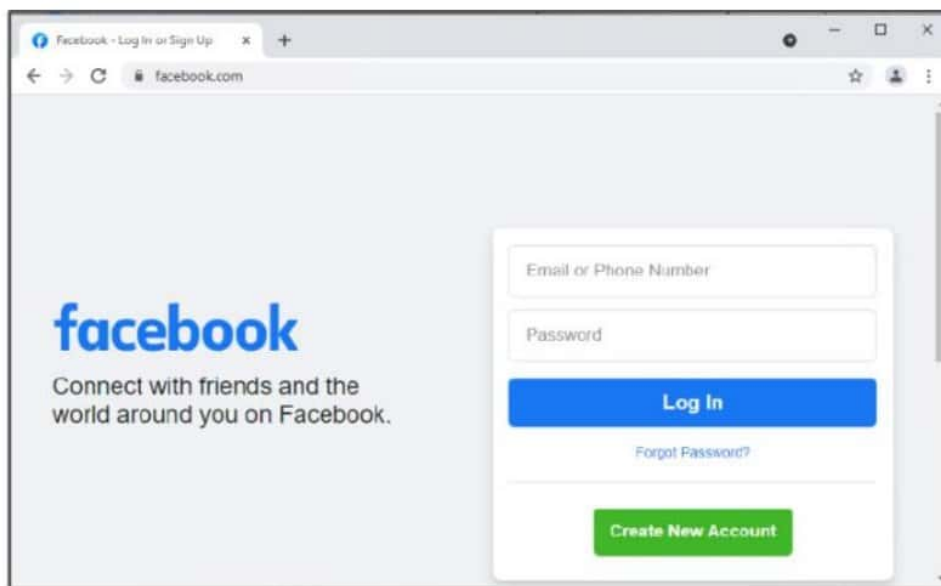 Facebook - Log In or Sign Up
facebook.com
facebook
Connect with friends and the
world around you on Facebook.
Email or Phone Number
Password
Log In
Forgot Password?
Create New Account